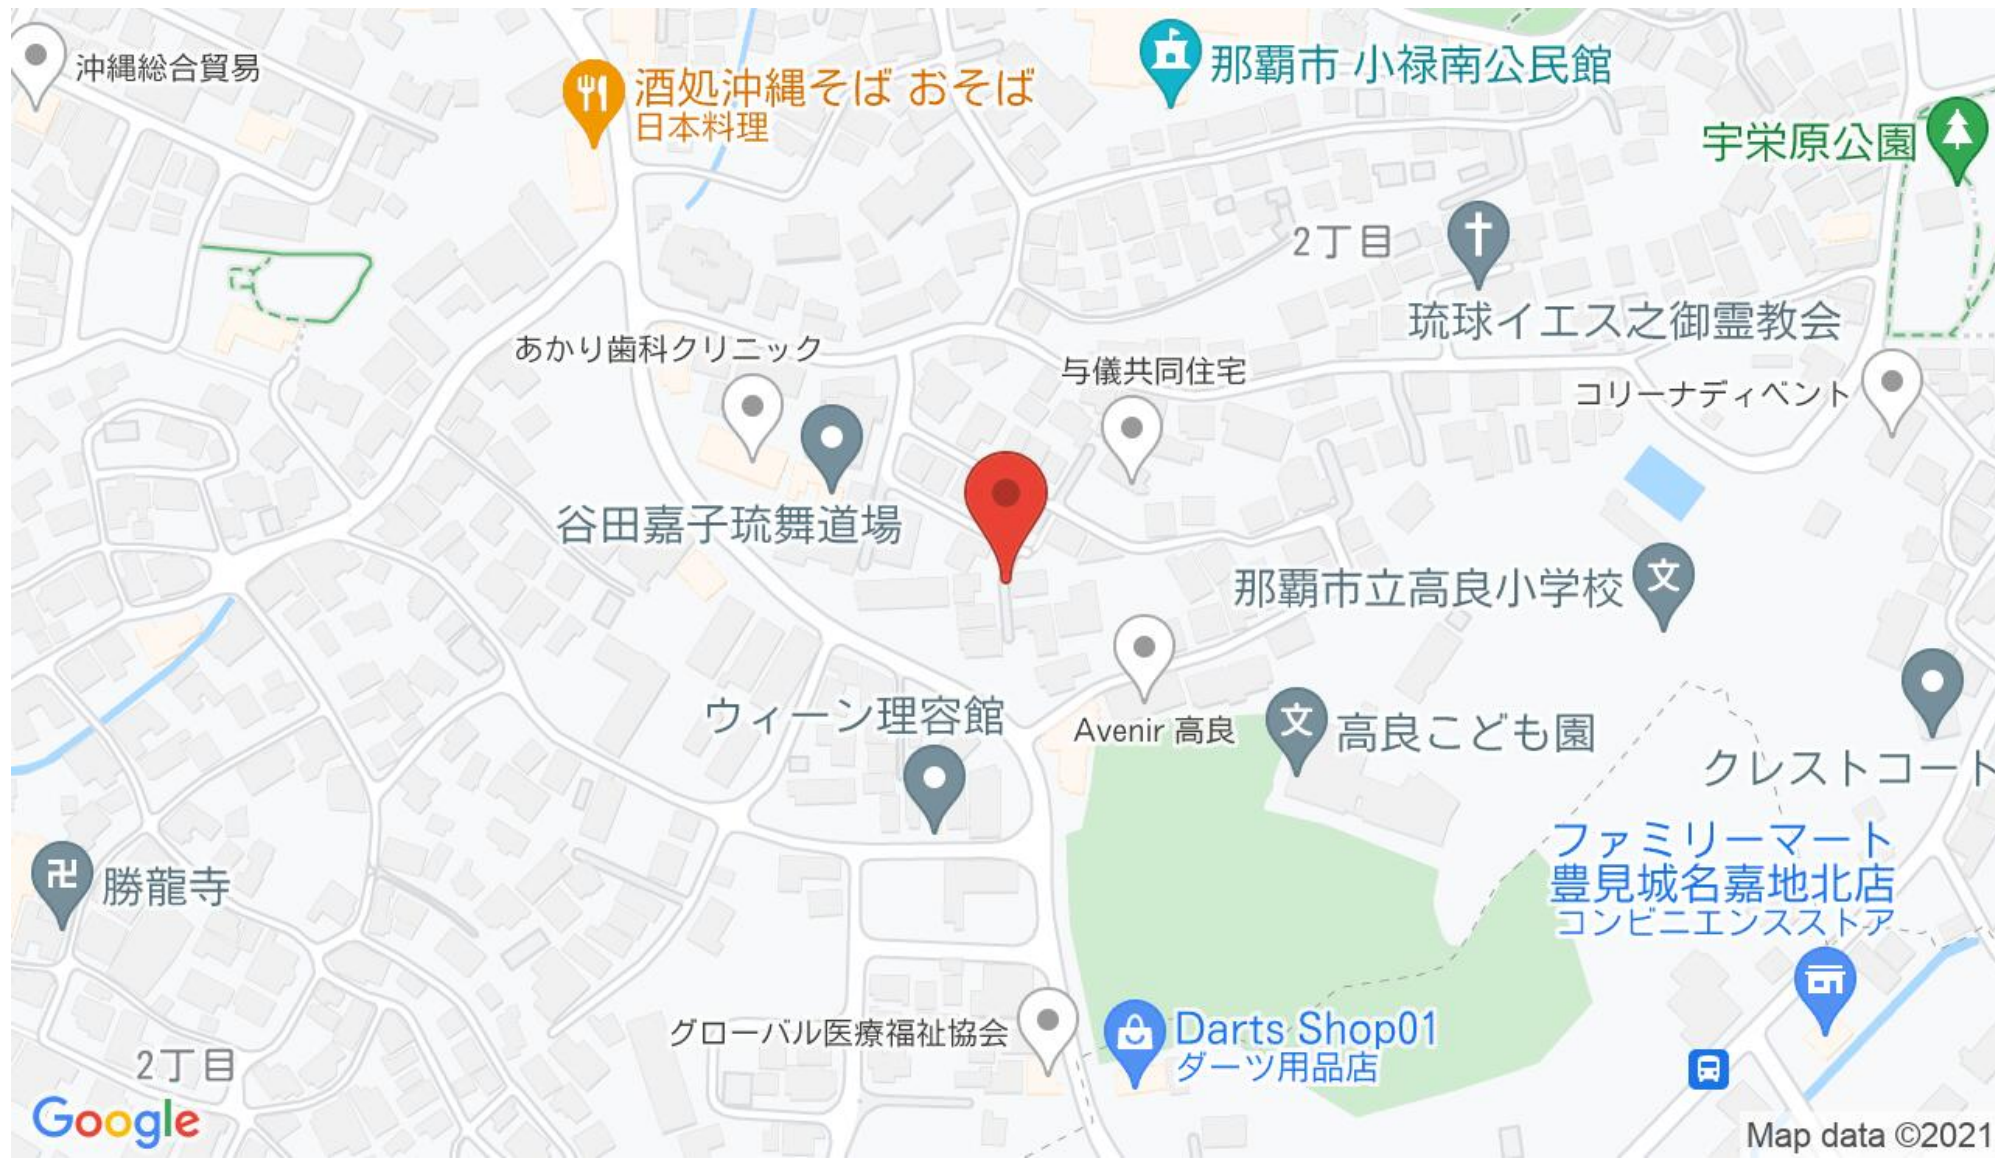 沖縄総合貿易
酒処沖縄そば おそば
日本料理
那覇市 小禄南公民館
宇栄原公園
2丁目
琉球イエス之御霊教会
あかり歯科クリニック
与儀共同住宅
コリーナディベント
谷田嘉子琉舞道場
那覇市立高良小学校
文
ウィーン理容館
Avenir 高良
文
高良こども園
クレストコート
ファミリーマート
豊見城名嘉地北店
コンビニエンスストア
卍
勝龍寺
グローバル医療福祉協会
Darts Shop01
ダーツ用品店
2丁目
Google
Map data ©2021